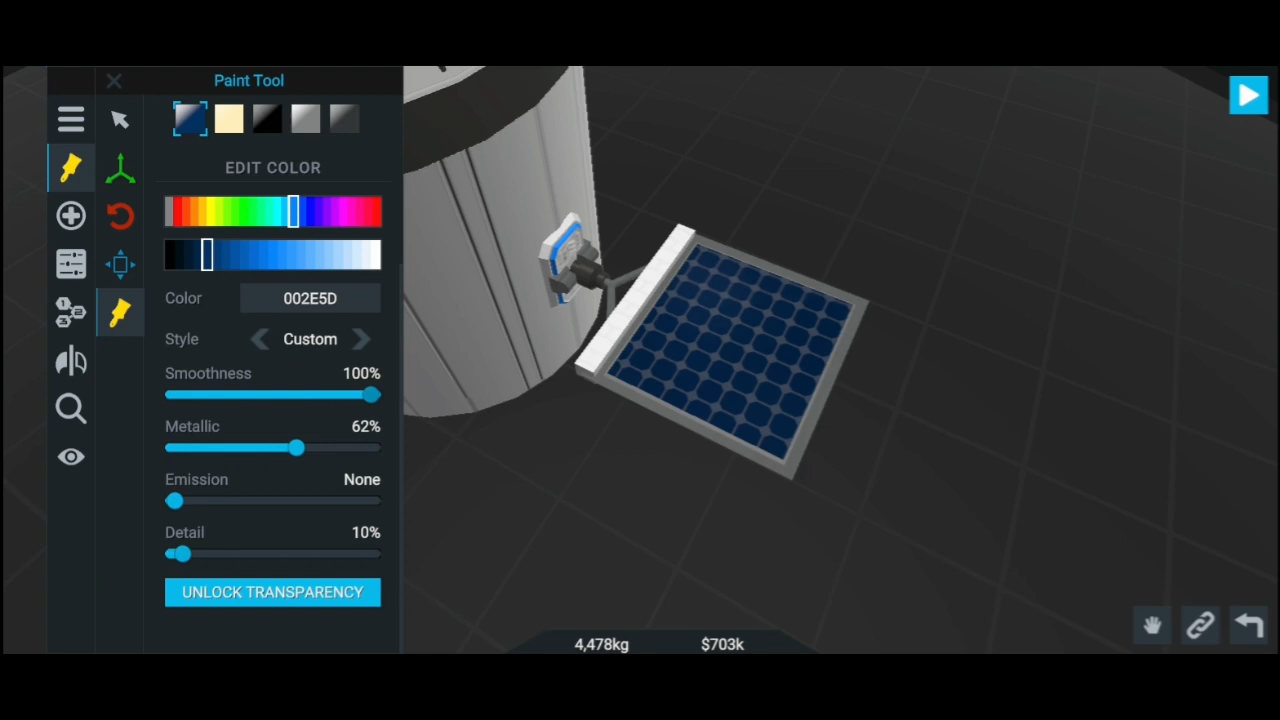 Paint Tool
EDIT COLOR
Color 002E5D
Style Custom
Smoothness 100%
Metallic 62%
Emission None
Detail 10%
UNLOCK TRANSPARENCY
4,478kg $703k